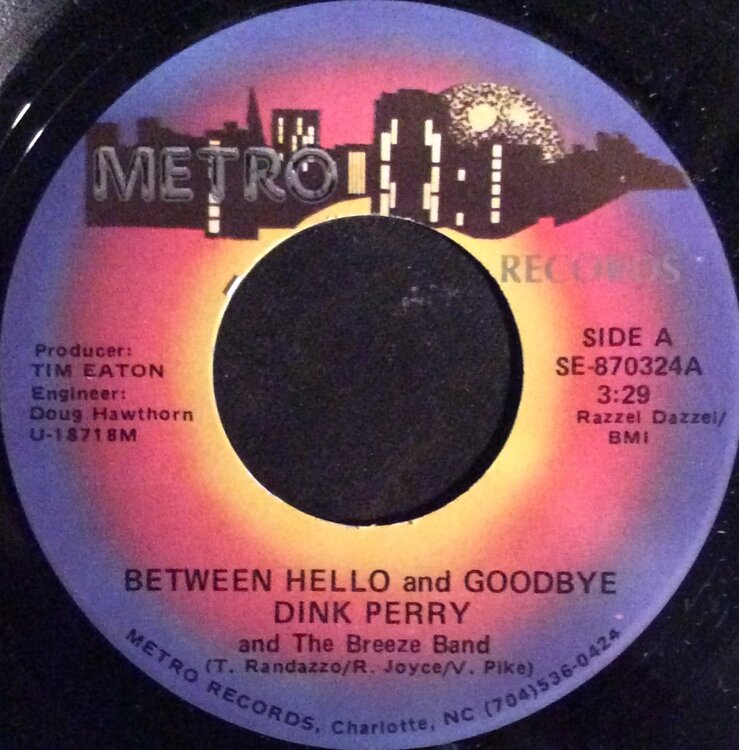 METRO
RECORDS
Producer:
TIM EATON
Engineer:
Doug Hawthorn
U-18718M
SIDE A
SE-870324A
3:29
Razzel Dazzel/
BMI
BETWEEN HELLO and GOODBYE
DINK PERRY
and The Breeze Band
(T. Randazzo/R. Joyce/V. Pike)
METRO RECORDS, Charlotte, NC (704)536-0424